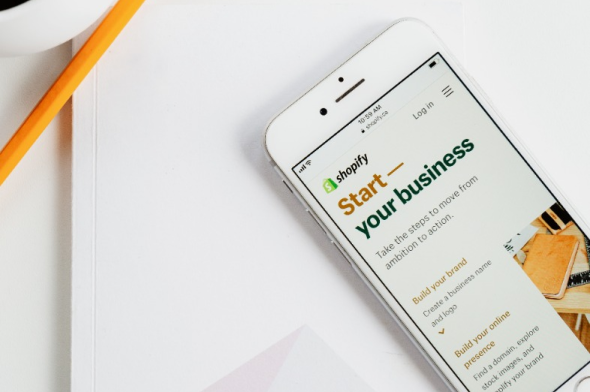 10:59 AM
shopify.ca
shopify
Log in
Start —
your business
Take the steps to move from
ambition to action.
Build your brand
Create a business name
and logo
Build your online
presence
Find a domain, explore
stock images, and
your brand